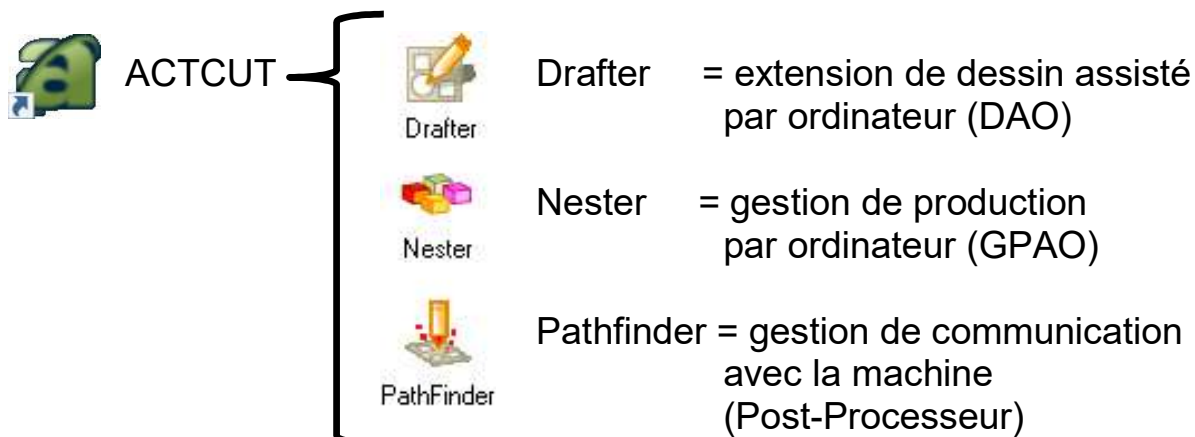 ACTCUT
Drafter
Drafter = extension de dessin assisté
par ordinateur (DAO)
Nester
Nester = gestion de production
par ordinateur (GPAO)
PathFinder
Pathfinder = gestion de communication
avec la machine
(Post-Processeur)